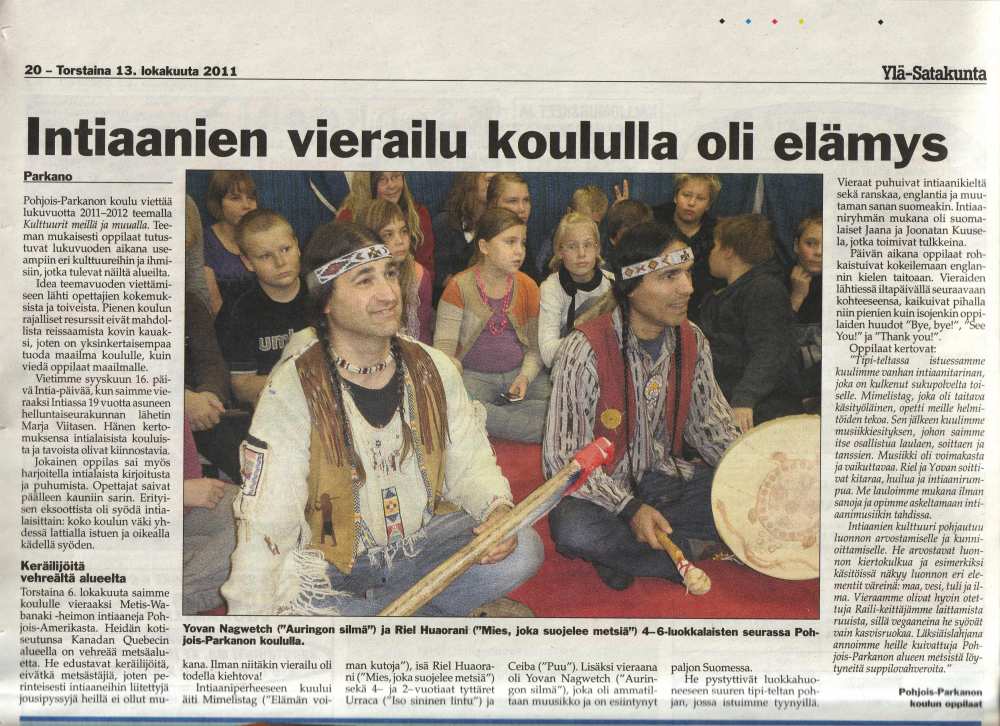 20 – Torstaina 13. lokakuuta 2011
Ylä-Satakunta
Intiaanien vierailu koululla oli elämys
Parkano
Pohjois-Parkanon koulu viettää
lukuvuotta 2011–2012 teemalla
Kulttuurit meillä ja muualla. Tee-
man mukaisesti oppilaat tutus-
tuvat lukuvuoden aikana use-
ampiin eri kulttuureihin ja ihmi-
siin, jotka tulevat näiltä alueilta.
Idea teemavuoden viettämi-
seen lähti opettajien kokemuk-
sista ja toiveista. Pienen koulun
rajalliset resurssit eivät mahdol-
lista reissaamista kovin kauak-
si, joten on yksinkertaisempaa
tuoda maailma koululle, kuin
viedä oppilaat maailmalle.
Vietimme syyskuun 16. päi-
vä Intia-päivää, kun saimme vie-
raaksi Intiassa 19 vuotta asuneen
helluntaiseurakunnan lähetin
Marja Viitasen. Hänen kerto-
muksensa intialaisista kouluis-
ta ja tavoista olivat kiinnostavia.
Jokainen oppilas sai myös
harjoitella intialaista kirjoitusta
ja puhumista. Opettajat saivat
päälleen kauniin sarin. Erityi-
sen eksoottista oli syödä intia-
laisittain: koko koulun väki yh-
dessä lattialla istuen ja oikealla
kädellä syöden.
Keräilijöitä
vehreältä alueelta
Torstaina 6. lokakuuta saimme
koululle vieraaksi Metis-Wa-
banaki -heimon intiaaneja Poh-
jois-Amerikasta. Heidän koti-
seutunsa Kanadan Quebecin
alueella on vehreää metsäalu-
etta. He edustavat keräilijöitä,
eivätkä metsästäjiä, joten pe-
rinteisesti intiaaneihin liitettyjä
jousipyssyjä heillä ei ollut mu-
umb
Yovan Nagwetch ("Auringon silmä") ja Riel Huaorani ("Mies, joka suojelee metsiä") 4–6-luokkalaisten seurassa Poh-
jois-Parkanon koululla.
kana. Ilman niitäkin vierailu oli
todella kiehtova!
Intiaaniperheeseen kuului
äiti Mimelistag ("Elämän voi-
man kutoja"), isä Riel Huaora-
ni ("Mies, joka suojelee metsiä")
sekä 4- ja 2-vuotiaat tyttäret
Urraca ("Iso sininen lintu") ja
Ceiba ("Puu"). Lisäksi vieraana
oli Yovan Nagwetch ("Aurin-
gon silmä"), joka oli ammatil-
taan muusikko ja on esiintynyt
paljon Suomessa.
He pystyttivät luokkahuo-
neeseen suuren tipi-teltan poh-
jan, jossa istuimme tyynyillä.
Vieraat puhuivat intiaanikieltä
sekä ranskaa, englantia ja muu-
taman sanan suomeakin. Intiaa-
niryhmän mukana oli suoma-
laiset Jaana ja Joonatan Kuuse-
la, jotka toimivat tulkkeina.
Päivän aikana oppilaat roh-
kaistuivat kokeilemaan englan-
nin kielen taitoaan. Vieraiden
lähtiessä iltapäivällä seuraavaan
kohteeseensa, kaikuivat pihalla
niin pienien kuin isojenkin oppi-
laiden huudot "Bye, bye!", "See
You!" ja "Thank you!".
Oppilaat kertovat:
"Tipi-teltassa istuessamme
kuulimme vanhan intiaanitarinan,
joka on kulkenut sukupolvelta toi-
selle. Mimelistag, joka oli taitava
käsityöläinen, opetti meille helmi-
töiden tekoa. Sen jälkeen kuulimme
musiikkiesityksen, johon saimme
itse osallistua laulaen, soittaen ja
tanssien. Musiikki oli voimakasta
ja vaikuttavaa. Riel ja Yovan soitti-
vat kitaraa, huilua ja intiaanirum-
pua. Me lauloimme mukana ilman
sanoja ja opimme askeltamaan inti-
aanimusiikin tahdissa.
Intiaanien kulttuuri pohjautuu
luonnon arvostamiselle ja kunni-
oittamiselle. He arvostavat luon-
non kiertokulkua ja esimerkiksi
käsitöissä näkyy luonnon eri ele-
mentit väreinä: maa, vesi, tuli ja il-
ma. Vieraamme olivat hyvin otet-
tuja Raili-keittäjämme laittamista
ruuista, sillä vegaaneina he syövät
vain kasvisruokaa. Läksiäislahjana
annoimme heille kuivattuja Poh-
jois-Parkanon alueen metsistä löy-
tyneitä suppilovahveroita."
Pohjois-Parkanon
koulun oppilaat